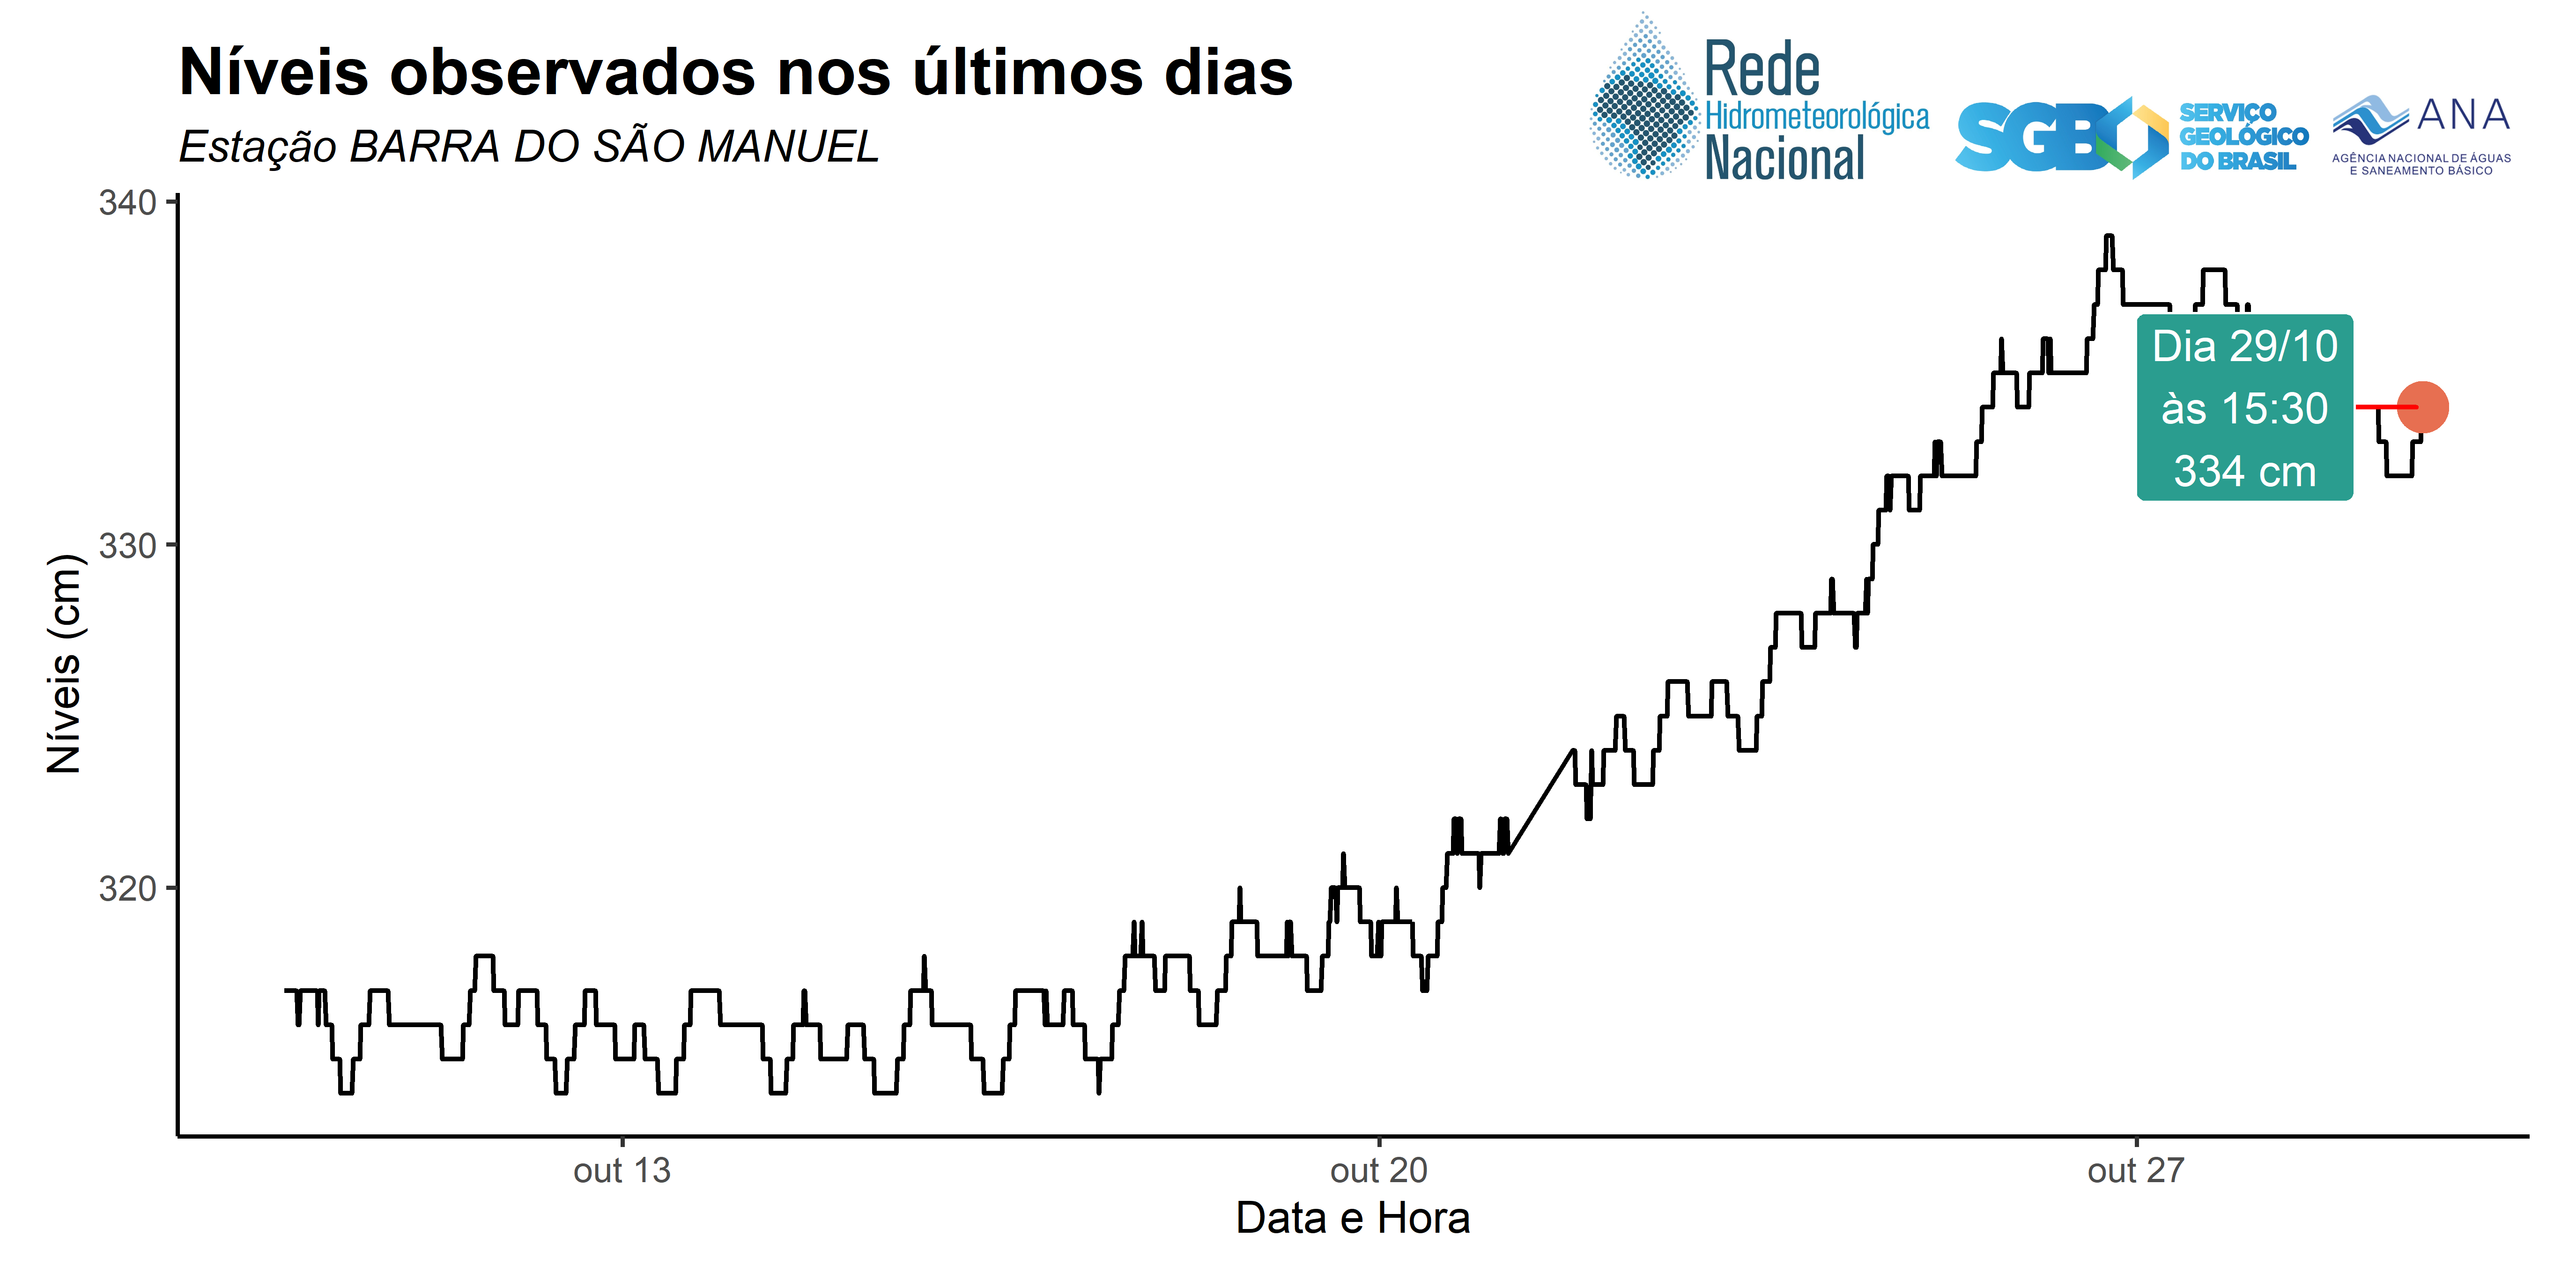 Níveis observados nos últimos dias
Estação BARRA DO SÃO MANUEL
Rede
Hidrometeorológica
Nacional
SGB
SERVIÇO
GEOLÓGICO
DO BRASIL
ANA
AGÊNCIA NACIONAL DE ÁGUAS
E SANEAMENTO BÁSICO
340
330
320
Níveis (cm)
Dia 29/10
às 15:30
334 cm
out 13
out 20
out 27
Data e Hora